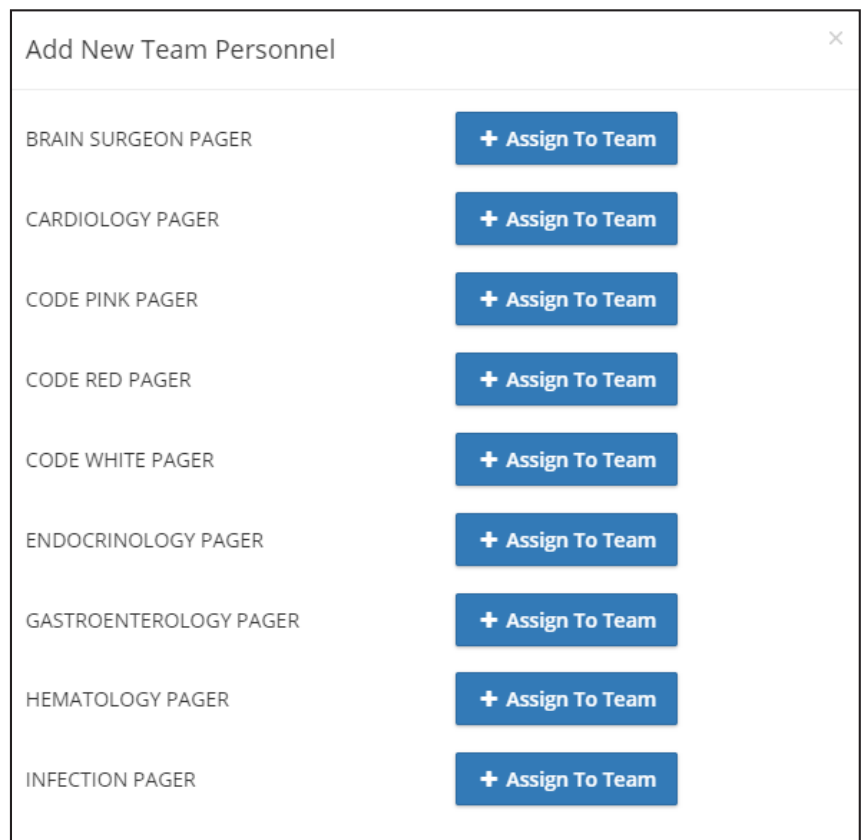 Add New Team Personnel ×
BRAIN SURGEON PAGER + Assign To Team
CARDIOLOGY PAGER + Assign To Team
CODE PINK PAGER + Assign To Team
CODE RED PAGER + Assign To Team
CODE WHITE PAGER + Assign To Team
ENDOCRINOLOGY PAGER + Assign To Team
GASTROENTEROLOGY PAGER + Assign To Team
HEMATOLOGY PAGER + Assign To Team
INFECTION PAGER + Assign To Team